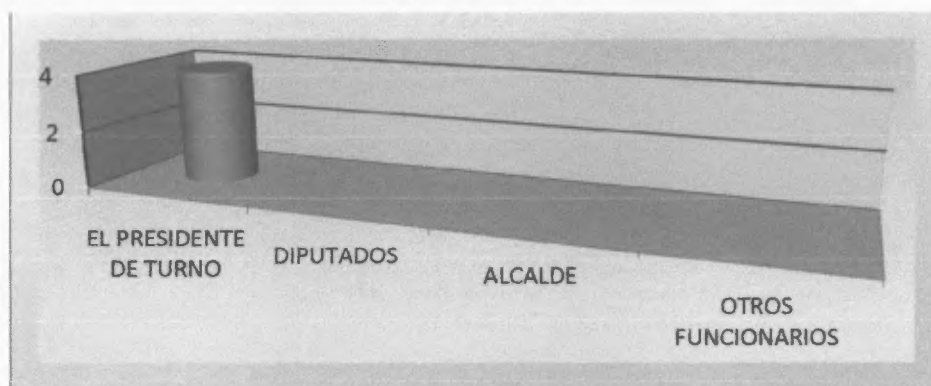 4
2
0
EL PRESIDENTE
DE TURNO
DIPUTADOS
ALCALDE
OTROS
FUNCIONARIOS